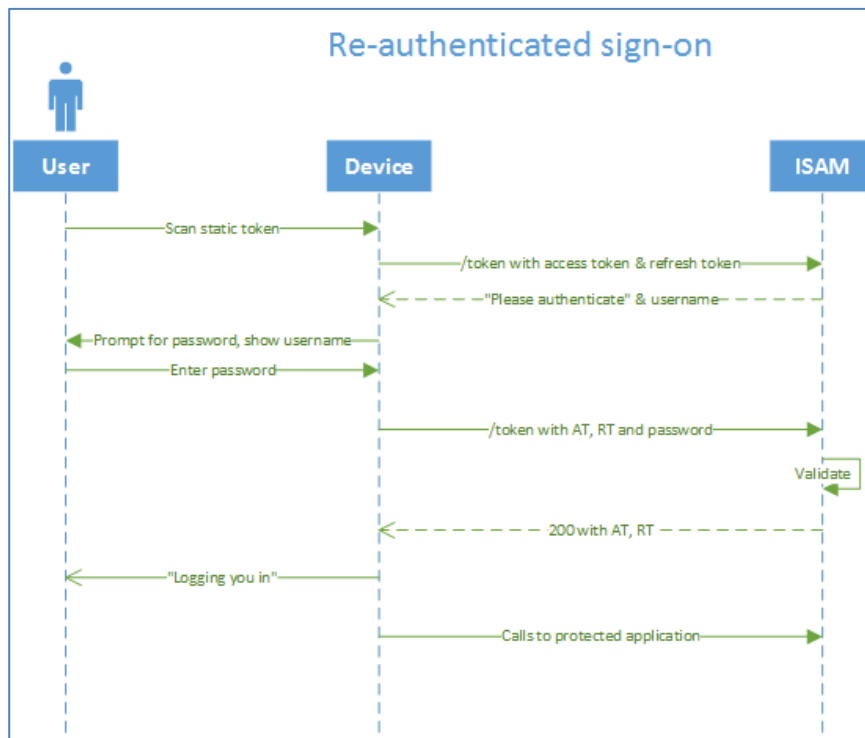 Re-authenticated sign-on
User
Device
ISAM
Scan static token
/token with access token & refresh token
"Please authenticate" & username
Prompt for password, show username
Enter password
/token with AT, RT and password
Validate
200 with AT, RT
"Logging you in"
Calls to protected application